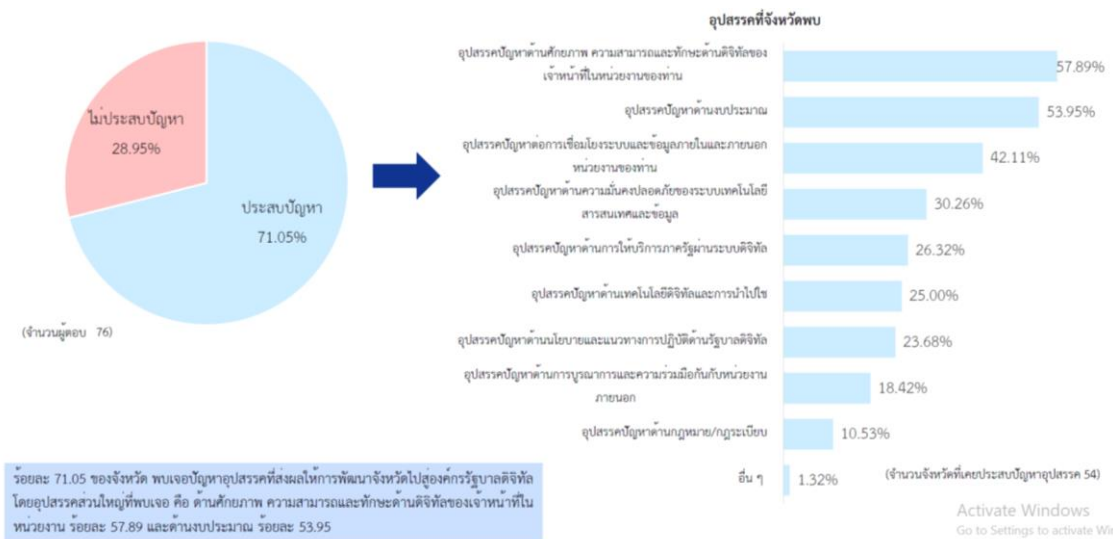 อุปสรรคที่จังหวัดพบ
ไม่ประสบปัญหา
28.95%
ประสบปัญหา
71.05%
(จำนวนผู้ตอบ 76)
อุปสรรคปัญหาด้านศักยภาพ ความสามารถและทักษะด้านดิจิทัลของ
เจ้าหน้าที่ในหน่วยงานของท่าน
57.89%
อุปสรรคปัญหาด้านงบประมาณ
53.95%
อุปสรรคปัญหาต่อการเชื่อมโยงระบบและข้อมูลภายในและภายนอก
หน่วยงานของท่าน
42.11%
อุปสรรคปัญหาด้านความมั่นคงปลอดภัยของระบบเทคโนโลยี
สารสนเทศและข้อมูล
30.26%
อุปสรรคปัญหาด้านการให้บริการภาครัฐผ่านระบบดิจิทัล
26.32%
อุปสรรคปัญหาด้านเทคโนโลยีดิจิทัลและการนำไปใช้
25.00%
อุปสรรคปัญหาด้านนโยบายและแนวทางการปฏิบัติด้านรัฐบาลดิจิทัล
23.68%
อุปสรรคปัญหาด้านการบูรณาการและความร่วมมือกันกับหน่วยงาน
ภายนอก
18.42%
อุปสรรคปัญหาด้านกฎหมาย/กฎระเบียบ
10.53%
อื่น ๆ
1.32%
(จำนวนจังหวัดที่เคยประสบปัญหาอุปสรรค 54)
ร้อยละ 71.05 ของจังหวัด พบเจอปัญหาอุปสรรคที่ส่งผลให้การพัฒนาจังหวัดไปสู่องค์กรรัฐบาลดิจิทัล
โดยอุปสรรคส่วนใหญ่ที่พบเจอ คือ ด้านศักยภาพ ความสามารถและทักษะด้านดิจิทัลของเจ้าหน้าที่ใน
หน่วยงาน ร้อยละ 57.89 และด้านงบประมาณ ร้อยละ 53.95
Activate Windows
Go to Settings to activate Wi